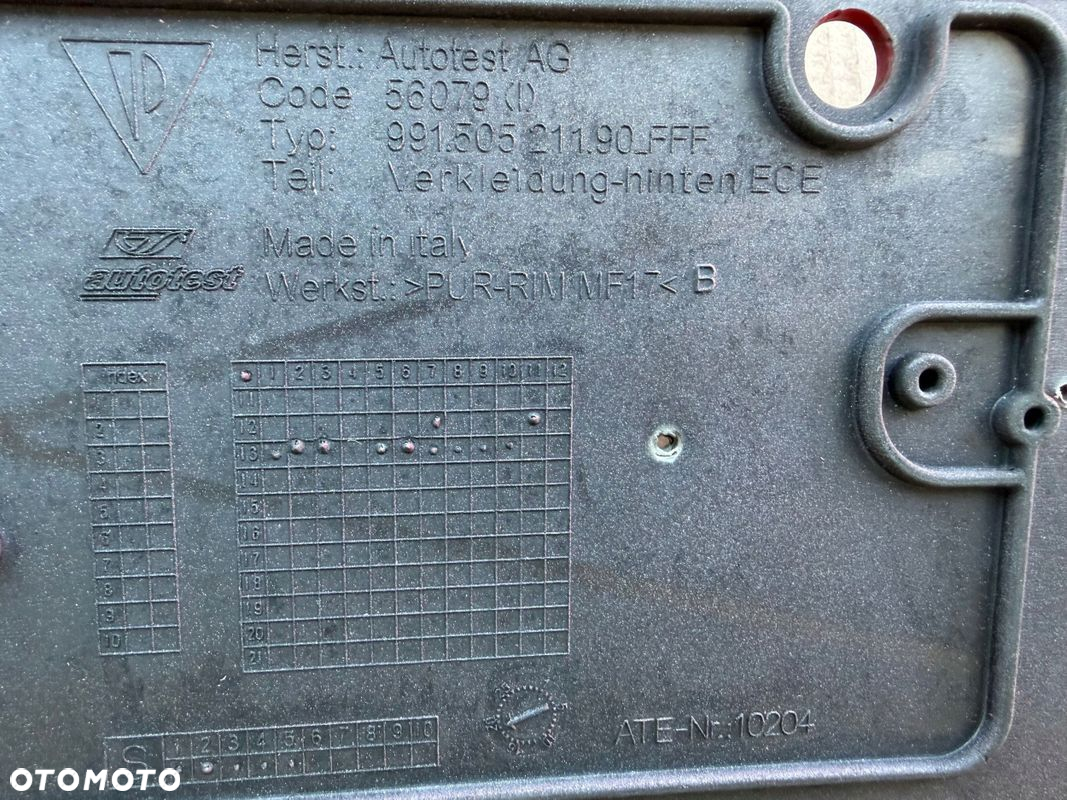 Herst.: Autotest AG
Code 56079 (I)
Typ: 991.505 211.90_FFF
Teil: Verkleidung-hinten/ECE
Made in Italy
autotest
Werkst.: >PUR-RIM MF17< B
Index
1
2
3
4
5
6
7
8
9
10
1 2 3 4 5 6 7 8 9 10 11 12
11
12
13
14
15
16
17
18
19
20
21
ATE-Nr.:10204
S 1 2 3 4 5 6 7 8 9 10
OTOMOTO